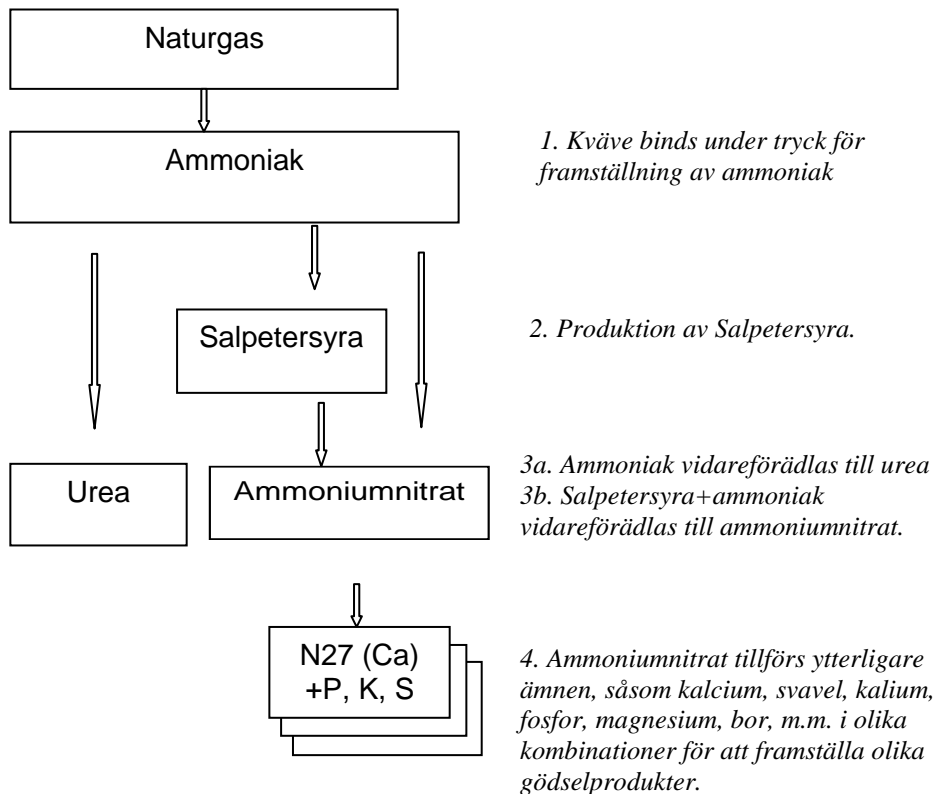 Naturgas
Ammoniak
1. Kväve binds under tryck för
framställning av ammoniak
Salpetersyra
2. Produktion av Salpetersyra.
Urea
Ammoniumnitrat
3a. Ammoniak vidareförädlas till urea
3b. Salpetersyra+ammoniak
vidareförädlas till ammoniumnitrat.
N27 (Ca)
+P, K, S
4. Ammoniumnitrat tillförs ytterligare
ämnen, såsom kalcium, svavel, kalium,
fosfor, magnesium, bor, m.m. i olika
kombinationer för att framställa olika
gödselprodukter.